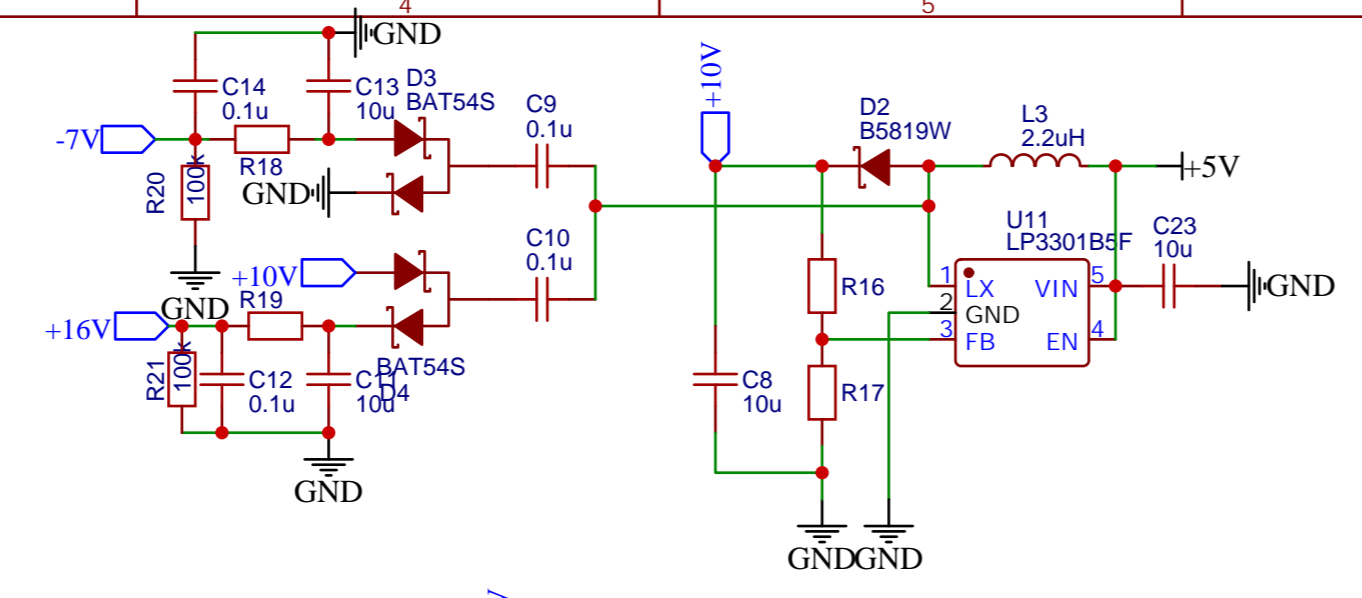 4
5
GND
C14
0.1u
C13
10u
D3
BAT54S
C9
0.1u
-7V
R18
R20
100k
GND
GND
+10V
C10
0.1u
+16V
R19
R21
100k
C12
0.1u
C11
10u
BAT54S
D4
GND
+10V
D2
B5819W
L3
2.2uH
+5V
U11
LP3301B5F
C23
10u
GND
R16
1
LX
VIN
5
2
GND
3
FB
EN
4
C8
10u
R17
GND
GND